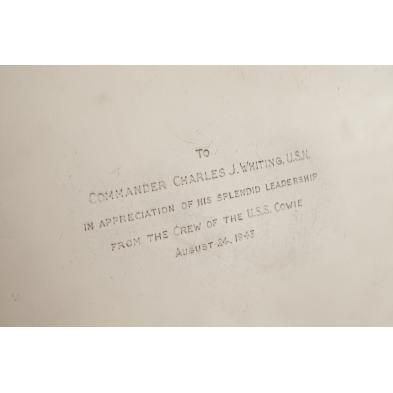 TO
COMMANDER CHARLES J. WHITING, U.S.N.
IN APPRECIATION OF HIS SPLENDID LEADERSHIP
FROM THE CREW OF THE U.S.S. COWIE
AUGUST 24, 1943